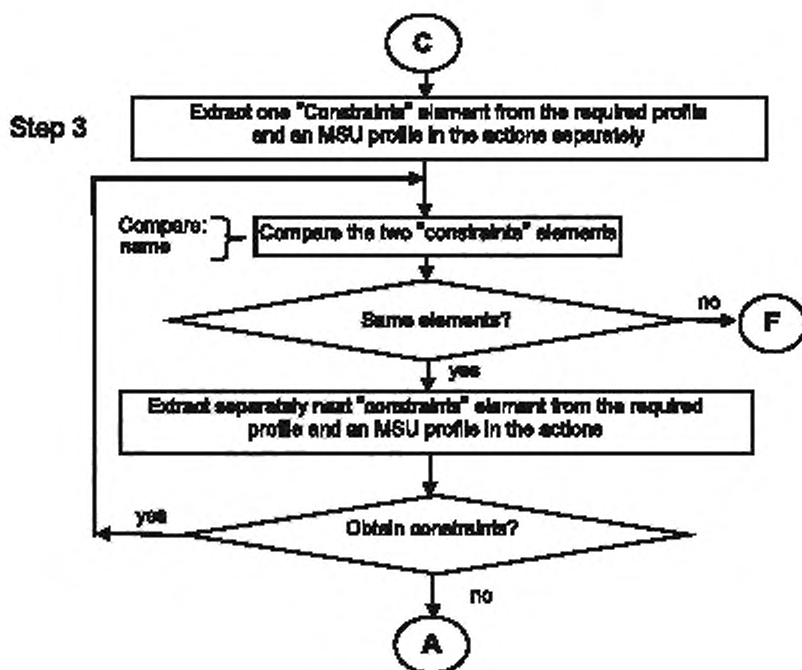 C
Step 3
Extract one "Constraints" element from the required profile
and an MSU profile in the actions separately
Compare:
name
Compare the two "constraints" elements
Same elements?
no
F
yes
Extract separately next "constraints" element from the required
profile and an MSU profile in the actions
Obtain constraints?
yes
no
A